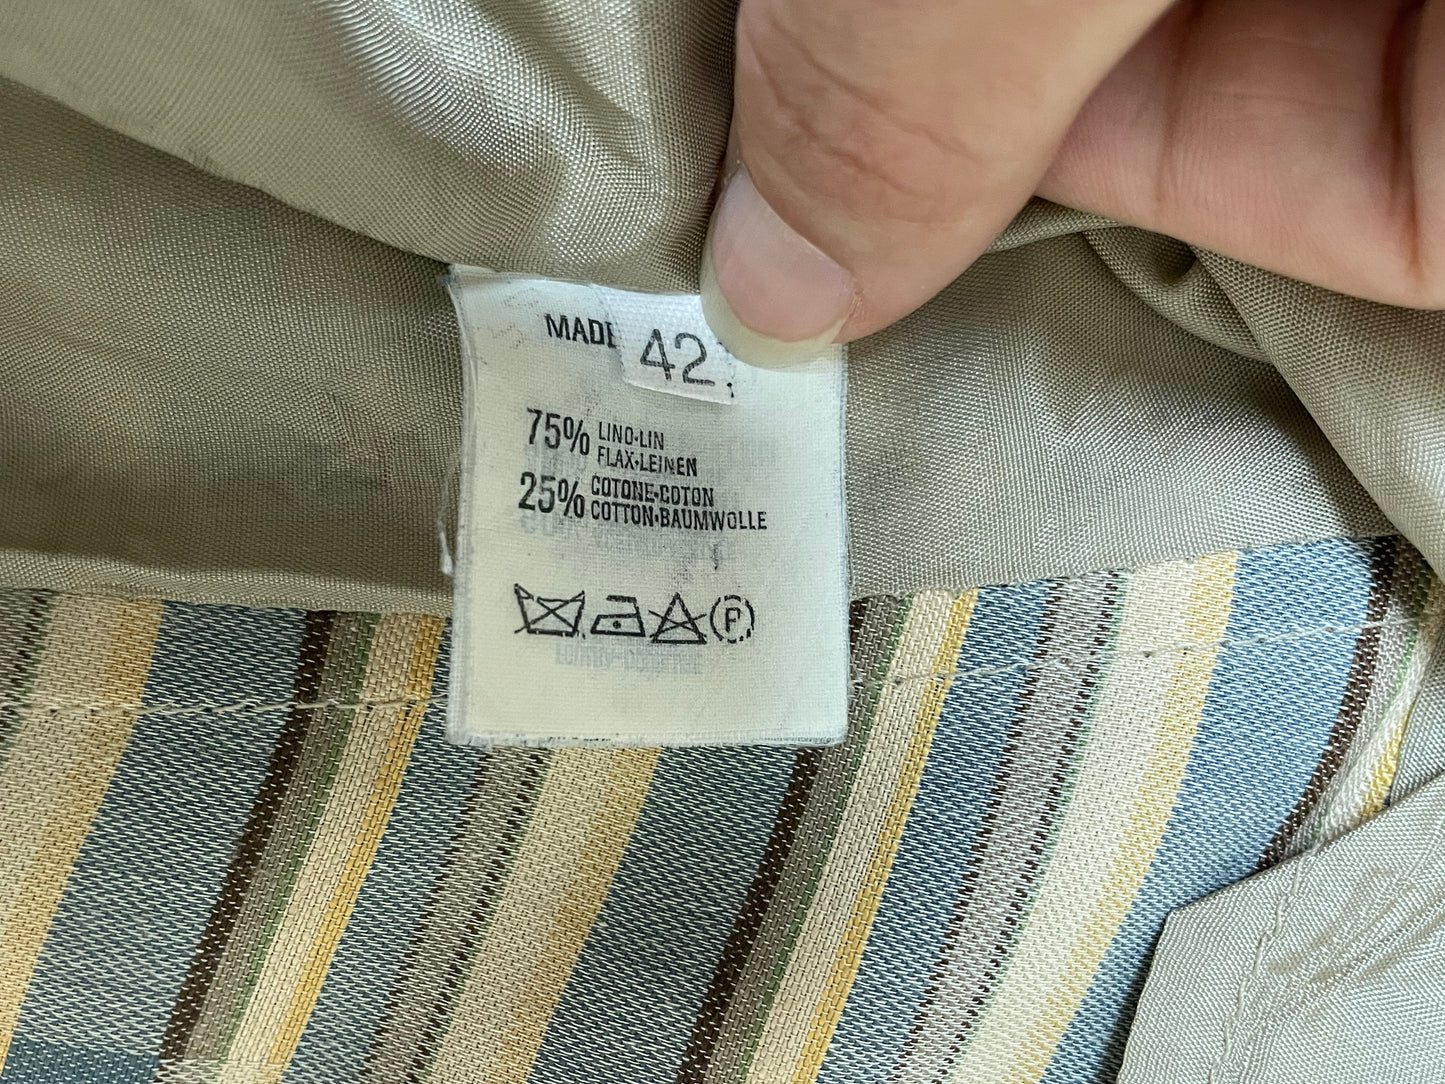 MADE
42
75% LINO·LIN
FLAX·LEINEN
25% COTONE·COTON
COTTON·BAUMWOLLE
P